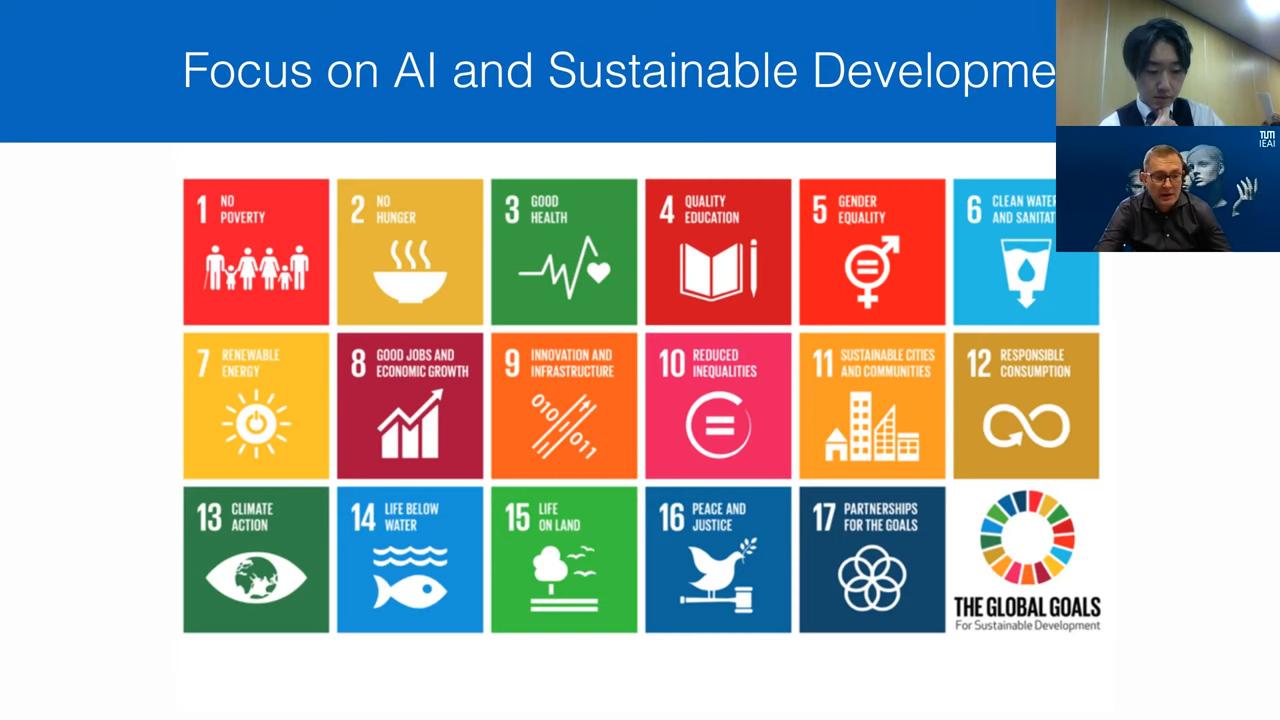 Focus on AI and Sustainable Developme
TUM
IEAI
1 NO
POVERTY
2 NO
HUNGER
3 GOOD
HEALTH
4 QUALITY
EDUCATION
5 GENDER
EQUALITY
6 CLEAN WATE
AND SANITAT
7 RENEWABLE
ENERGY
8 GOOD JOBS AND
ECONOMIC GROWTH
9 INNOVATION AND
INFRASTRUCTURE
010
011
10 REDUCED
INEQUALITIES
11 SUSTAINABLE CITIES
AND COMMUNITIES
12 RESPONSIBLE
CONSUMPTION
13 CLIMATE
ACTION
14 LIFE BELOW
WATER
15 LIFE
ON LAND
16 PEACE AND
JUSTICE
17 PARTNERSHIPS
FOR THE GOALS
THE GLOBAL GOALS
For Sustainable Development